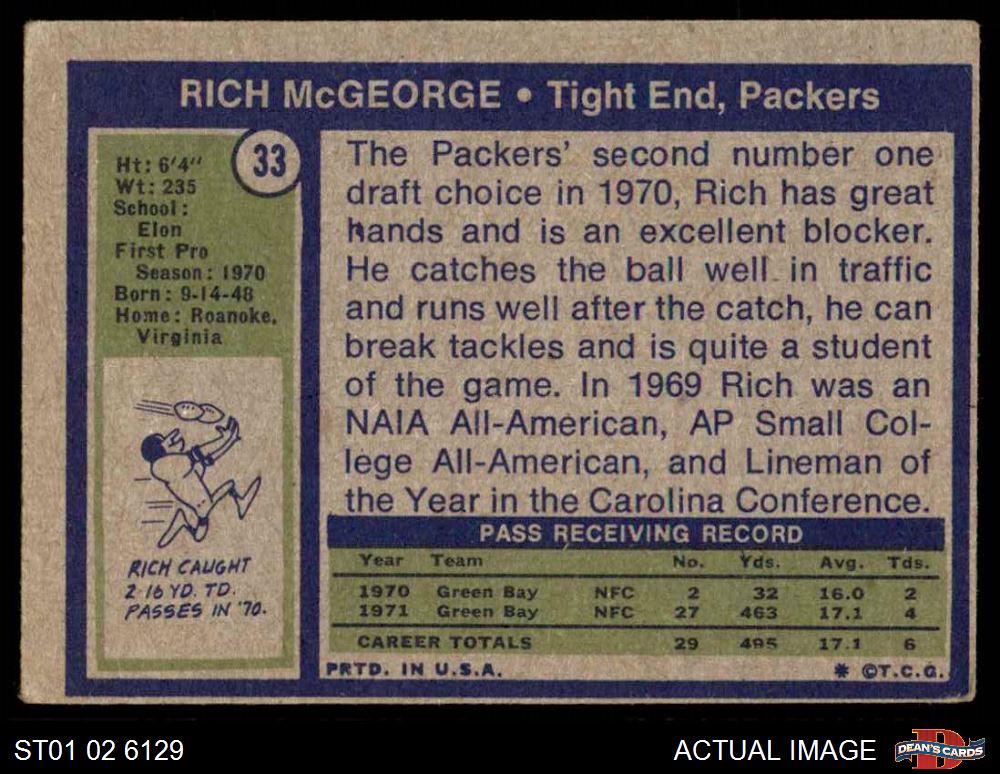 RICH McGEORGE • Tight End, Packers
33
Ht: 6'4"
Wt: 235
School:
Elon
First Pro
Season: 1970
Born: 9-14-48
Home: Roanoke,
Virginia
RICH CAUGHT
2 16 YD. TD.
PASSES IN '70.
The Packers' second number one
draft choice in 1970, Rich has great
hands and is an excellent blocker.
He catches the ball well in traffic
and runs well after the catch, he can
break tackles and is quite a student
of the game. In 1969 Rich was an
NAIA All-American, AP Small Col-
lege All-American, and Lineman of
the Year in the Carolina Conference.
PASS RECEIVING RECORD
Year Team No. Yds. Avg. Tds.
1970 Green Bay NFC 2 32 16.0 2
1971 Green Bay NFC 27 463 17.1 4
CAREER TOTALS 29 495 17.1 6
PRTD. IN U.S.A. * ©T.C.G.
ST01 02 6129 ACTUAL IMAGE
D
DEAN'S CARDS